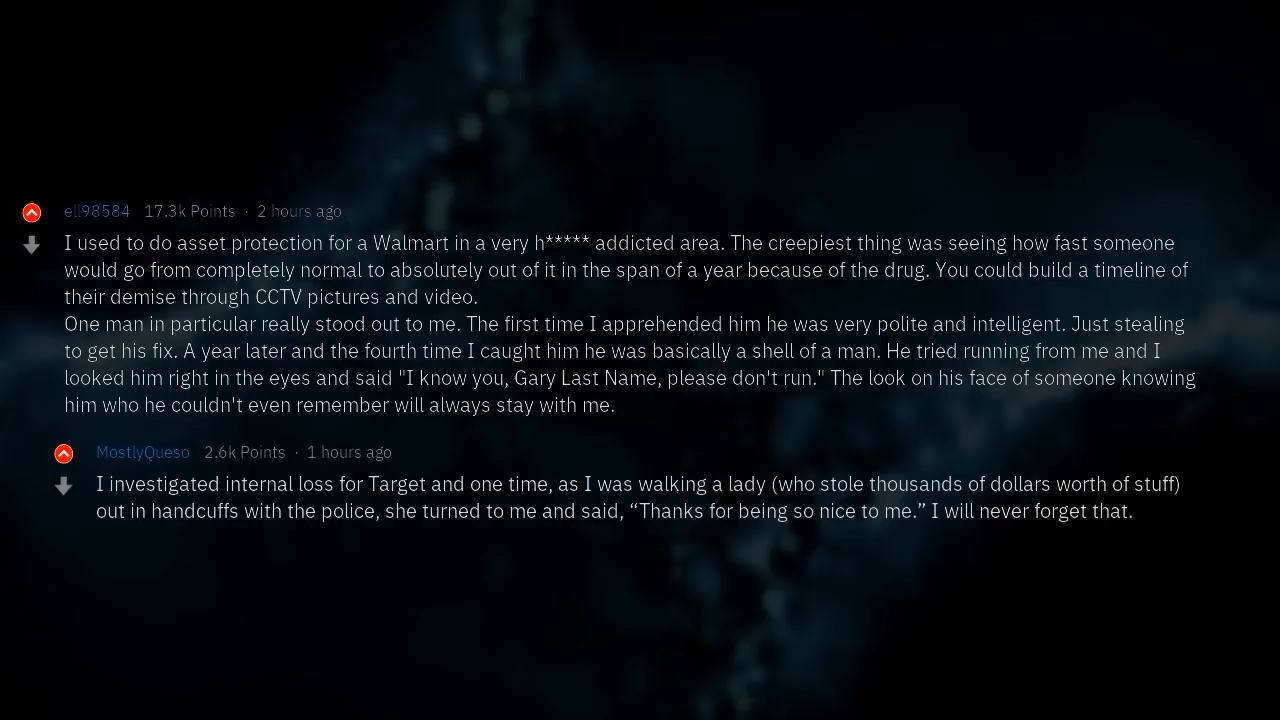 ell98584 17.3k Points · 2 hours ago
I used to do asset protection for a Walmart in a very h***** addicted area. The creepiest thing was seeing how fast someone
would go from completely normal to absolutely out of it in the span of a year because of the drug. You could build a timeline of
their demise through CCTV pictures and video.
One man in particular really stood out to me. The first time I apprehended him he was very polite and intelligent. Just stealing
to get his fix. A year later and the fourth time I caught him he was basically a shell of a man. He tried running from me and I
looked him right in the eyes and said "I know you, Gary Last Name, please don't run." The look on his face of someone knowing
him who he couldn't even remember will always stay with me.
MostlyQueso 2.6k Points · 1 hours ago
I investigated internal loss for Target and one time, as I was walking a lady (who stole thousands of dollars worth of stuff)
out in handcuffs with the police, she turned to me and said, “Thanks for being so nice to me.” I will never forget that.